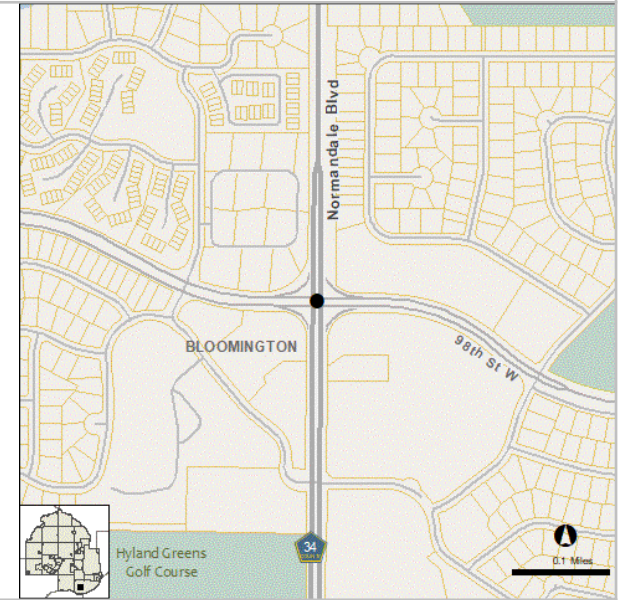 Normandale Blvd
BLOOMINGTON
98th St W
34
Hyland Greens
Golf Course
0.1 Miles